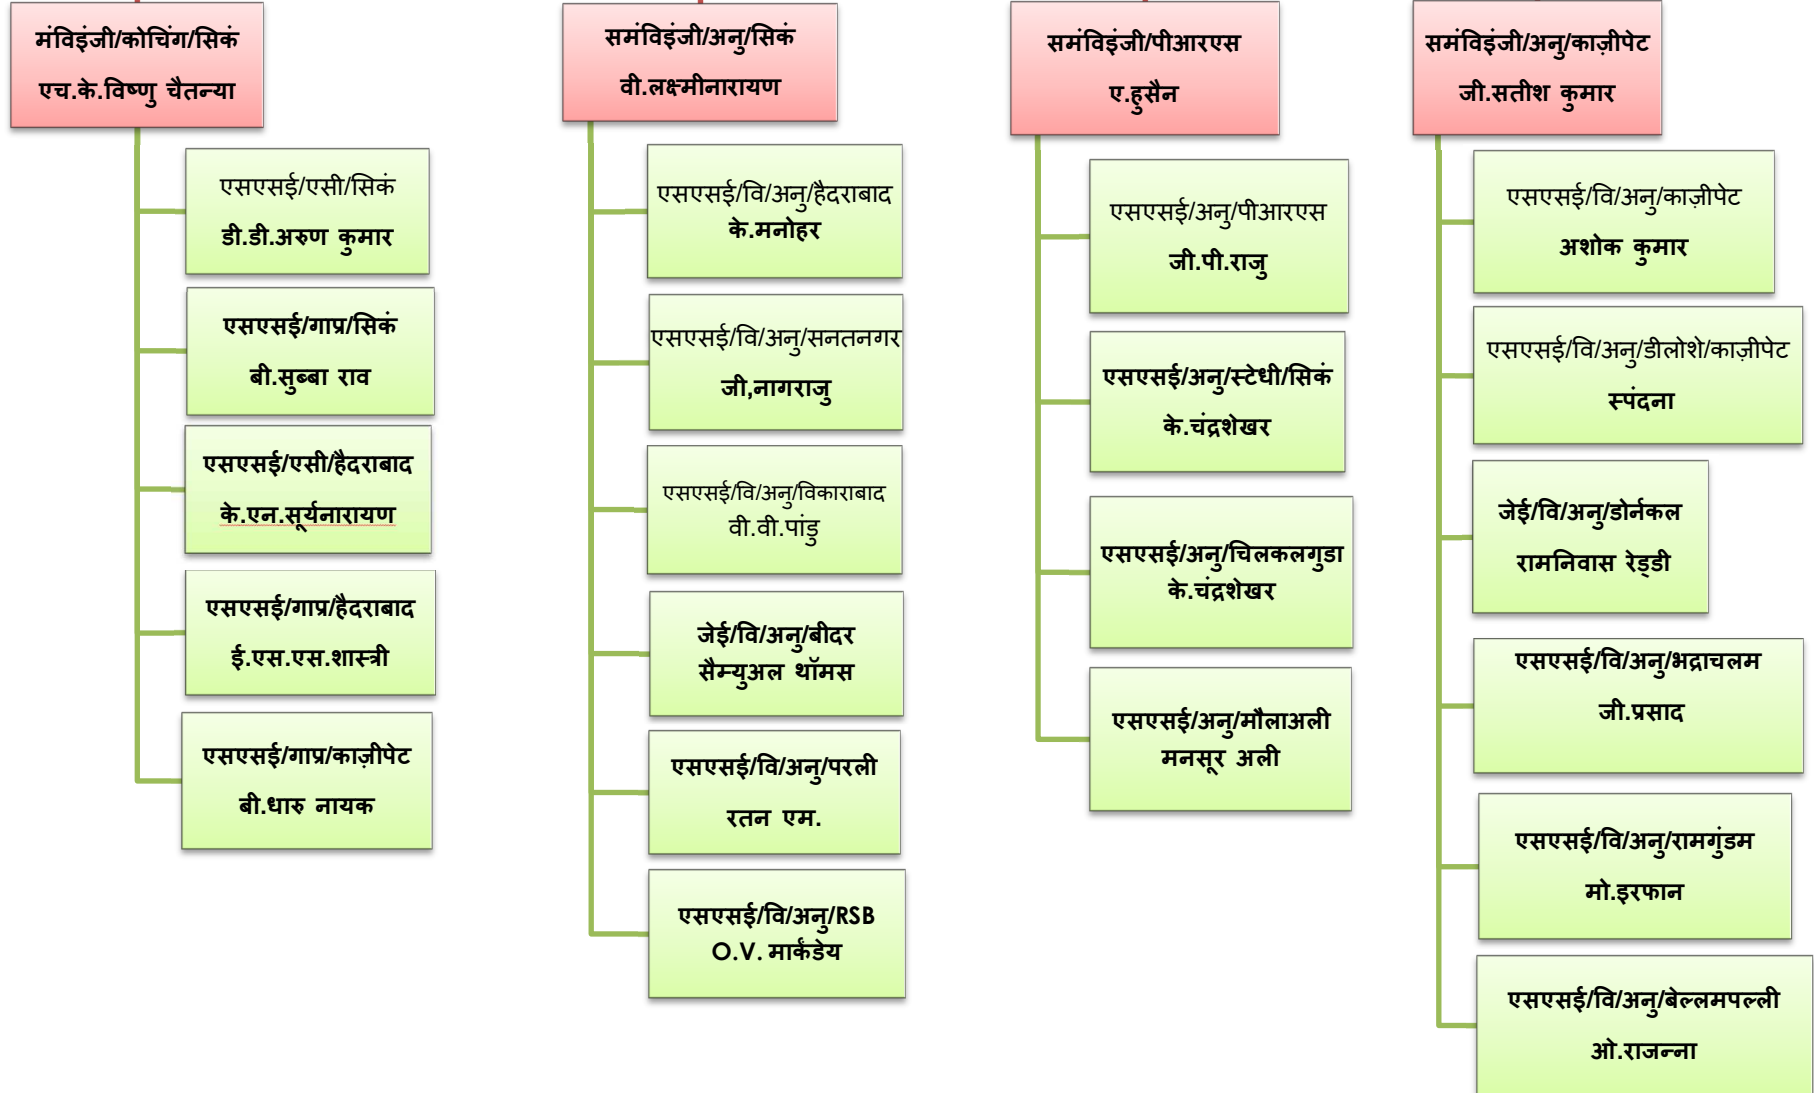 मंविइंजी/कोचिंग/सिकं
एच.के.विष्णु चैतन्या
एसएसई/एसी/सिकं
डी.डी.अरुण कुमार
एसएसई/गाप्र/सिकं
बी.सुब्बा राव
एसएसई/एसी/हैदराबाद
के.एन.सूर्यनारायण
एसएसई/गाप्र/हैदराबाद
ई.एस.एस.शास्त्री
एसएसई/गाप्र/काज़ीपेट
बी.धारु नायक
समंविइंजी/अनु/सिकं
वी.लक्ष्मीनारायण
एसएसई/वि/अनु/हैदराबाद
के.मनोहर
एसएसई/वि/अनु/सनतनगर
जी,नागराजु
एसएसई/वि/अनु/विकाराबाद
वी.वी.पांडु
जेई/वि/अनु/बीदर
सैम्युअल थॉमस
एसएसई/वि/अनु/परली
रतन एम.
एसएसई/वि/अनु/RSB
O.V. मार्कंडेय
समंविइंजी/पीआरएस
ए.हुसैन
एसएसई/अनु/पीआरएस
जी.पी.राजु
एसएसई/अनु/स्टेधी/सिकं
के.चंद्रशेखर
एसएसई/अनु/चिलकलगुडा
के.चंद्रशेखर
एसएसई/अनु/मौलाअली
मनसूर अली
समंविइंजी/अनु/काज़ीपेट
जी.सतीश कुमार
एसएसई/वि/अनु/काज़ीपेट
अशोक कुमार
एसएसई/वि/अनु/डीलोशे/काज़ीपेट
स्पंदना
जेई/वि/अनु/डोर्नकल
रामनिवास रेड्डी
एसएसई/वि/अनु/भद्राचलम
जी.प्रसाद
एसएसई/वि/अनु/रामगुंडम
मो.इरफान
एसएसई/वि/अनु/बेल्लमपल्ली
ओ.राजन्ना